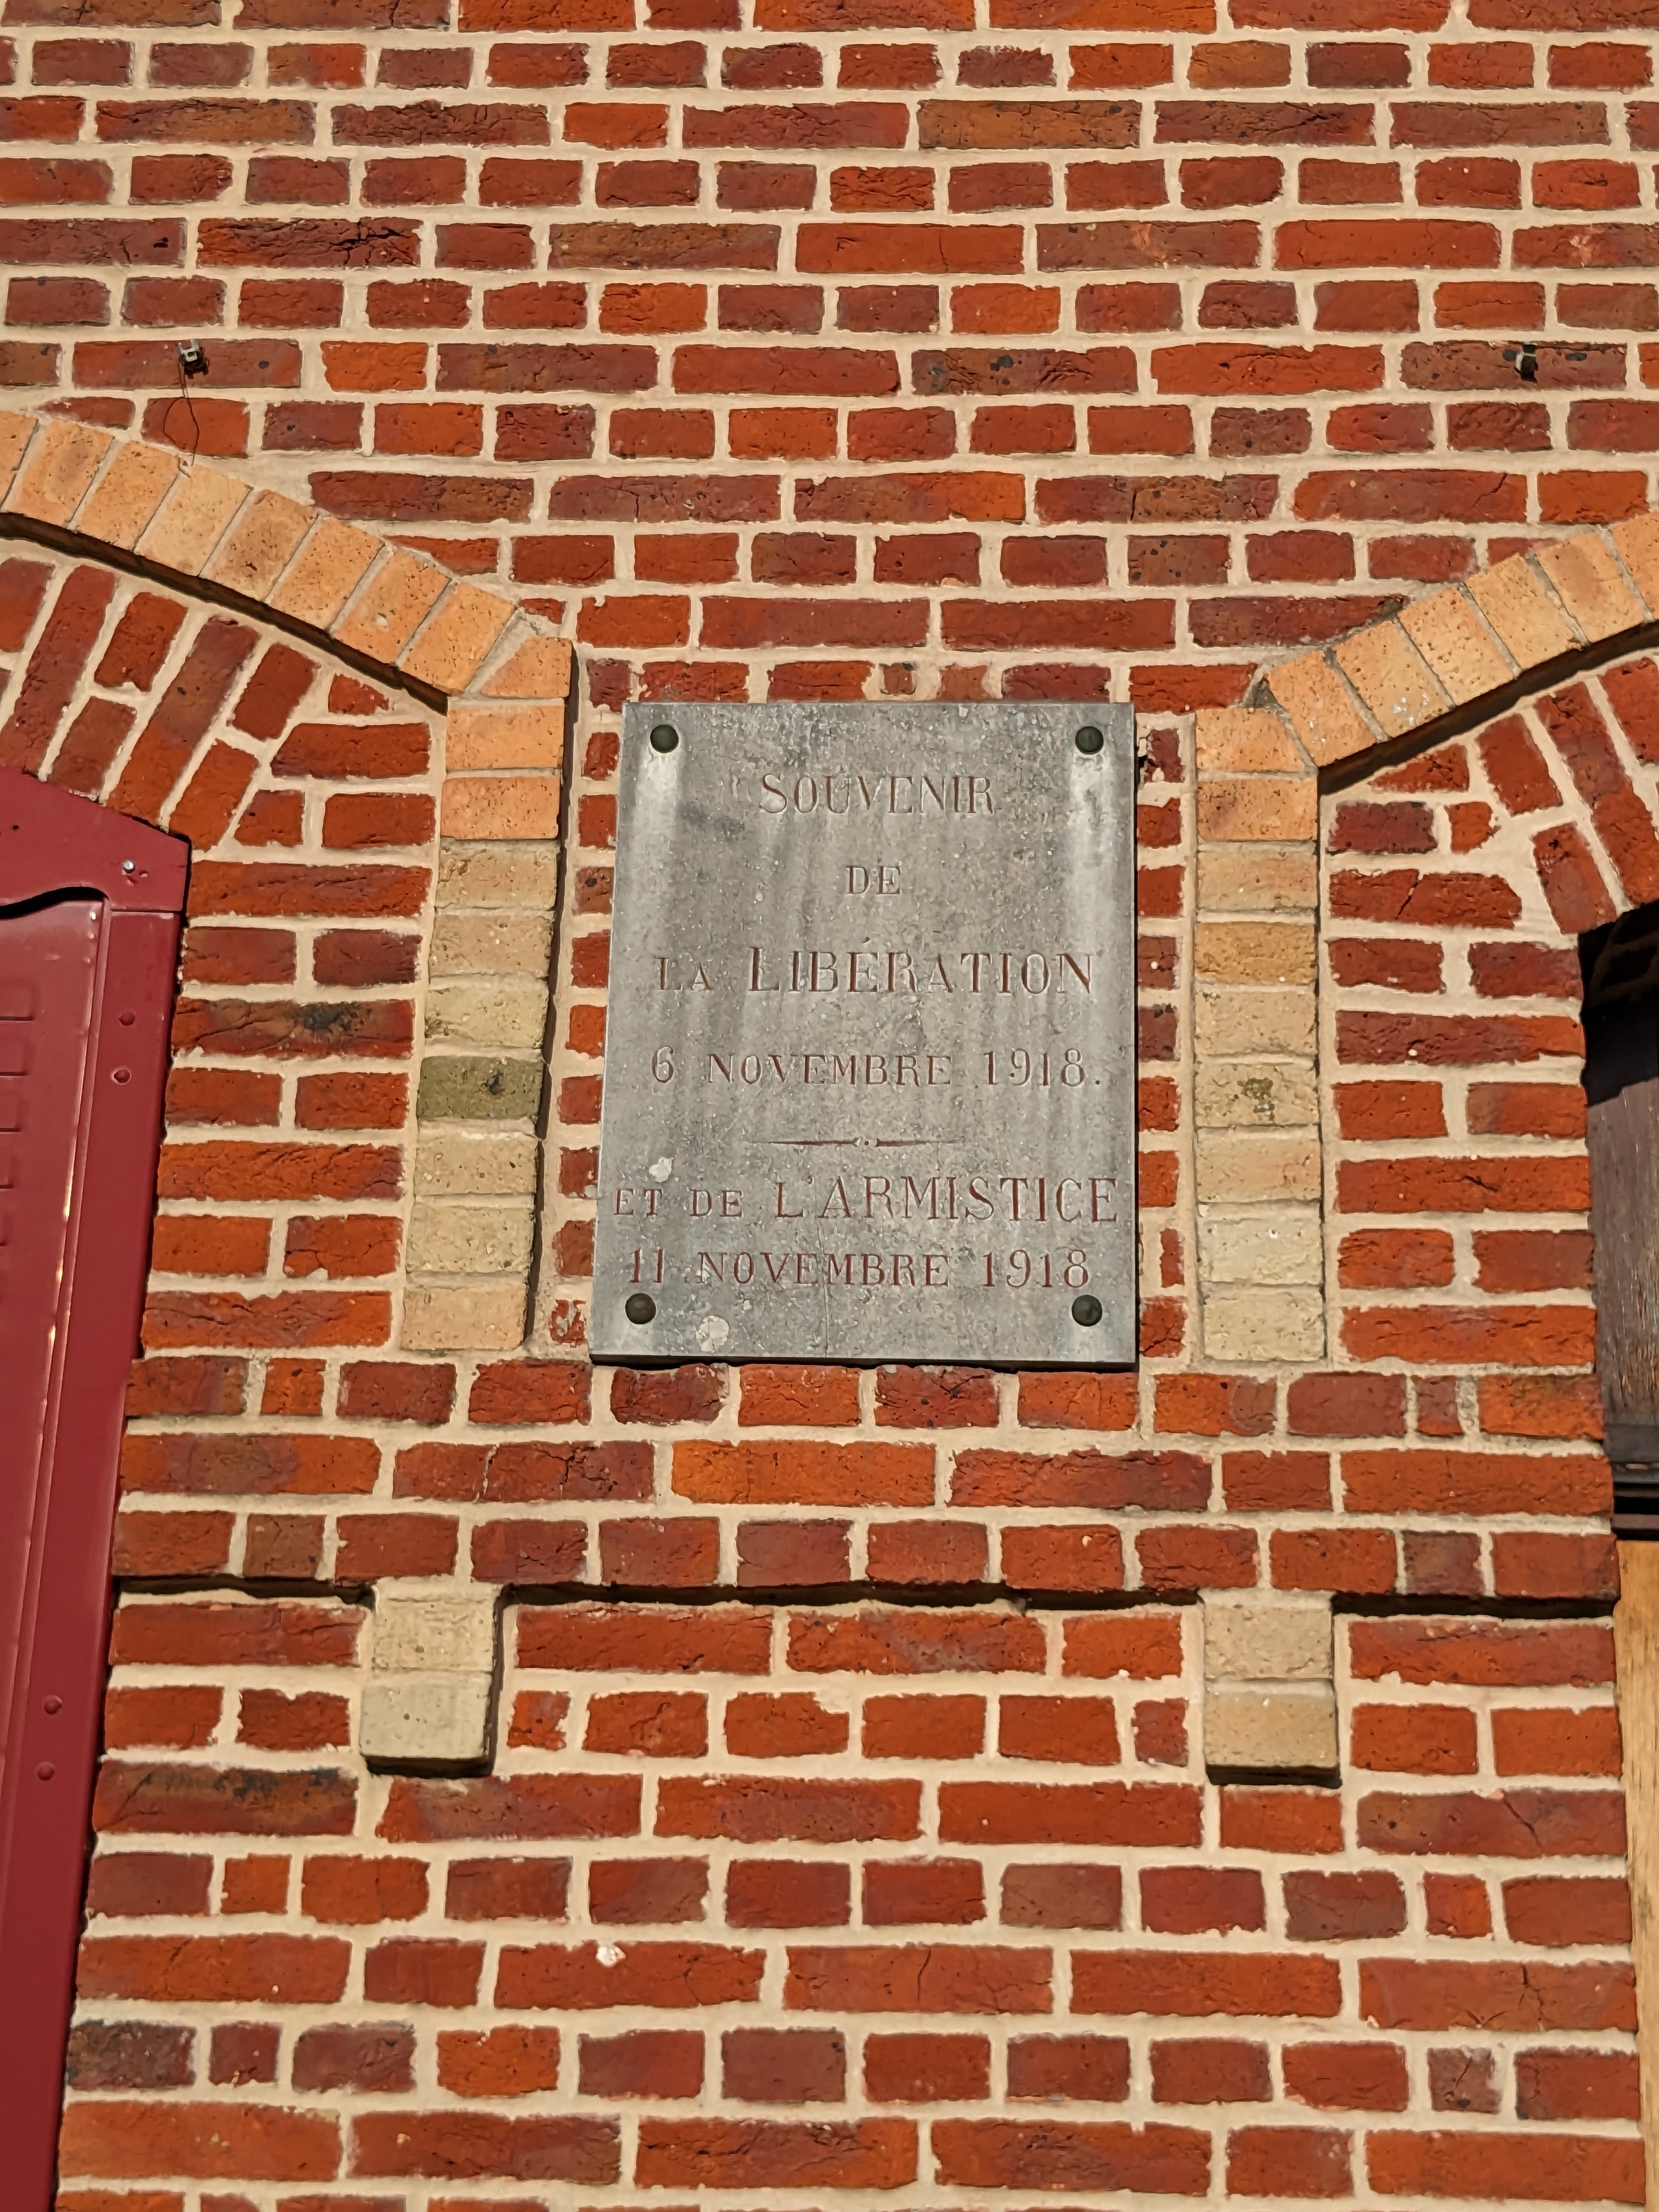 SOUVENIR
DE
LA LIBÉRATION
6 NOVEMBRE 1918.
ET DE L'ARMISTICE
11 NOVEMBRE 1918